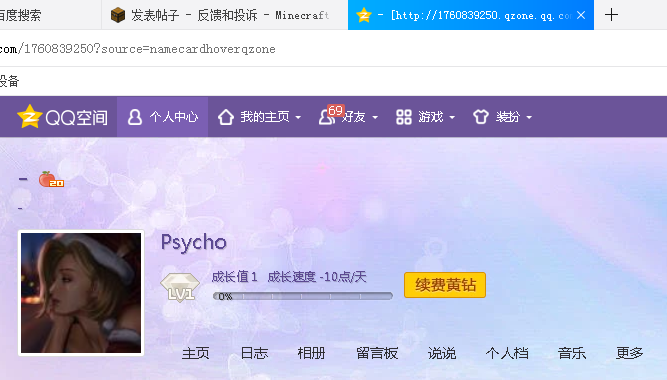 百度搜索 发表帖子 - 反馈和投诉 - Minecraft - [http://1760839250.qzone.qq.co
com/1760839250?source=namecardhoverqzone
设备
QQ空间 个人中心 我的主页 69 好友 游戏 装扮
- 20
-
Psycho
LV1 成长值 1 成长速度 -10点/天
0% 续费黄钻
主页 日志 相册 留言板 说说 个人档 音乐 更多